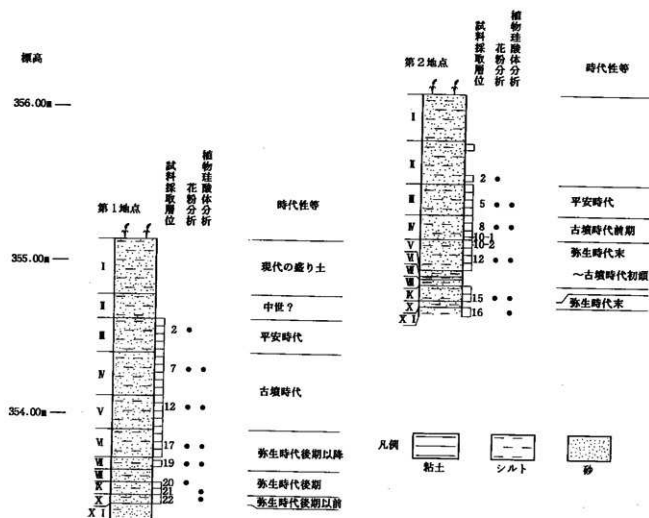 標高
356.00m
355.00m
354.00m
第1地点
試料採取層位
花粉分析
植物珪酸体分析
時代性等
I
II
III
IV
V
VI
VII
VIII
IX
X
XI
2
7
12
17
19
20
21
22
現代の盛り土
中世?
平安時代
古墳時代
弥生時代後期以降
弥生時代後期
弥生時代後期以前
第2地点
試料採取層位
花粉分析
植物珪酸体分析
時代性等
I
II
III
IV
V
VI
VII
VIII
IX
X
XI
2
5
8
10-1
10-2
12
15
16
平安時代
古墳時代前期
弥生時代末
~古墳時代初頭
弥生時代末
凡例
粘土
シルト
砂